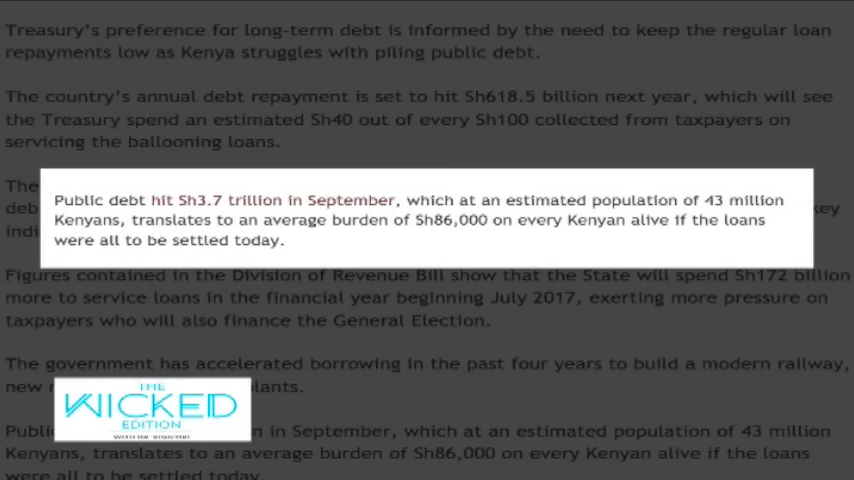 Treasury's preference for long-term debt is informed by the need to keep the regular loan
repayments low as Kenya struggles with piling public debt.
The country's annual debt repayment is set to hit Sh618.5 billion next year, which will see
the Treasury spend an estimated Sh40 out of every Sh100 collected from taxpayers on
servicing the ballooning loans.
The
Public debt hit Sh3.7 trillion in September, which at an estimated population of 43 million
Kenyans, translates to an average burden of Sh86,000 on every Kenyan alive if the loans
were all to be settled today.
Figures contained in the Division of Revenue Bill show that the State will spend Sh172 billion
more to service loans in the financial year beginning July 2017, exerting more pressure on
taxpayers who will also finance the General Election.
The government has accelerated borrowing in the past four years to build a modern railway,
new
THE
WICKED
EDITION
in September, which at an estimated population of 43 million
Kenyans, translates to an average burden of Sh86,000 on every Kenyan alive if the loans
were all to be settled today.